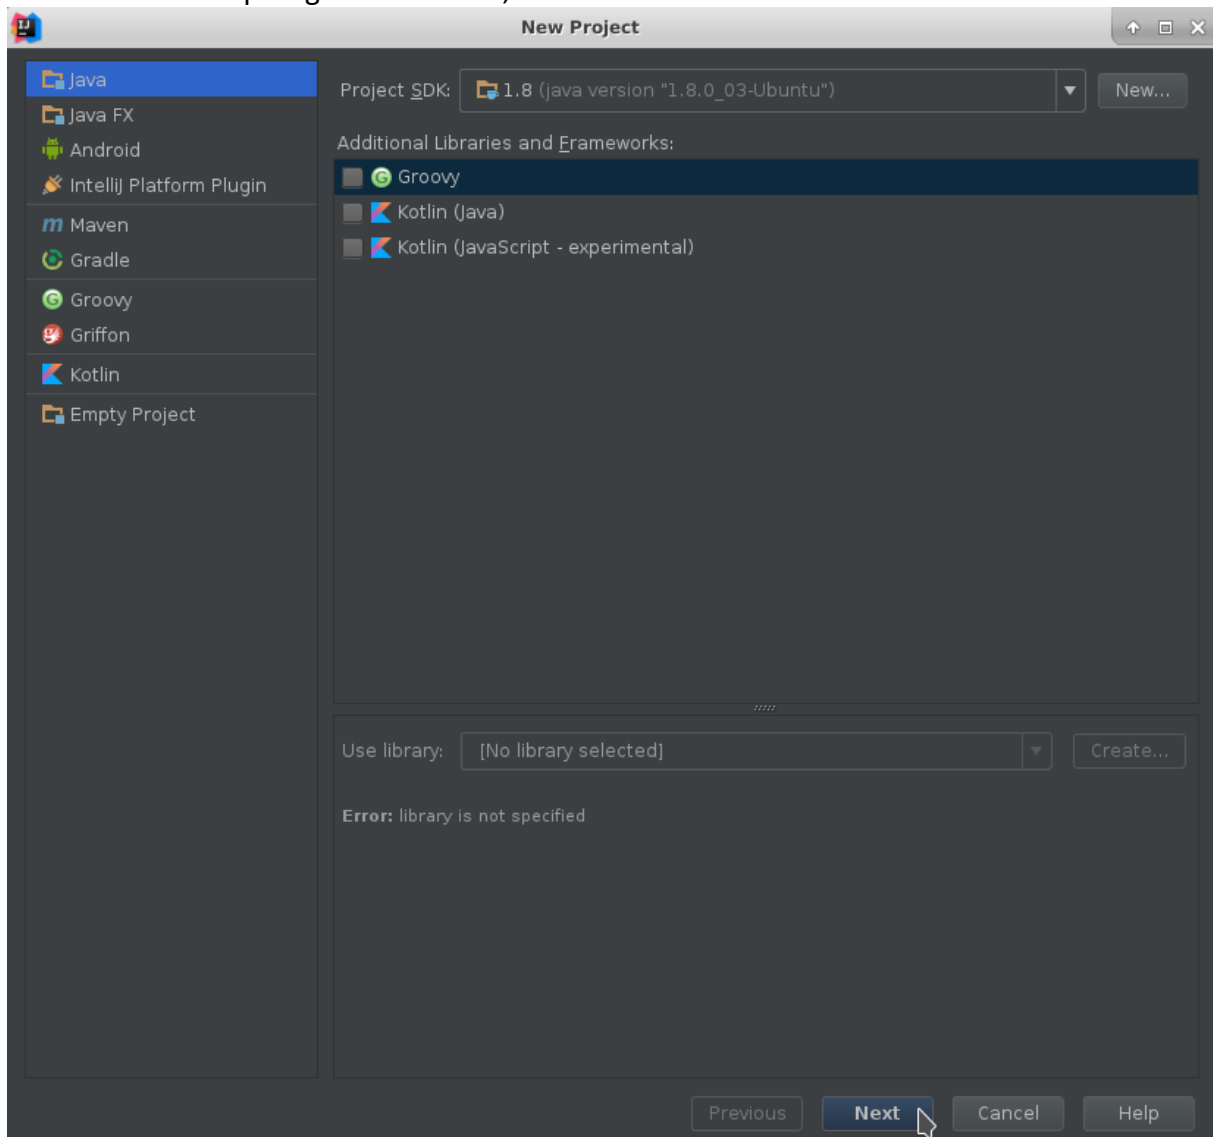 New Project
Java
Java FX
Android
IntelliJ Platform Plugin
m Maven
Gradle
Groovy
Griffon
Kotlin
Empty Project
Project SDK: 1.8 (java version "1.8.0_03-Ubuntu") New...
Additional Libraries and Frameworks:
Groovy
Kotlin (Java)
Kotlin (JavaScript - experimental)
Use library: [No library selected] Create...
Error: library is not specified
Previous Next Cancel Help